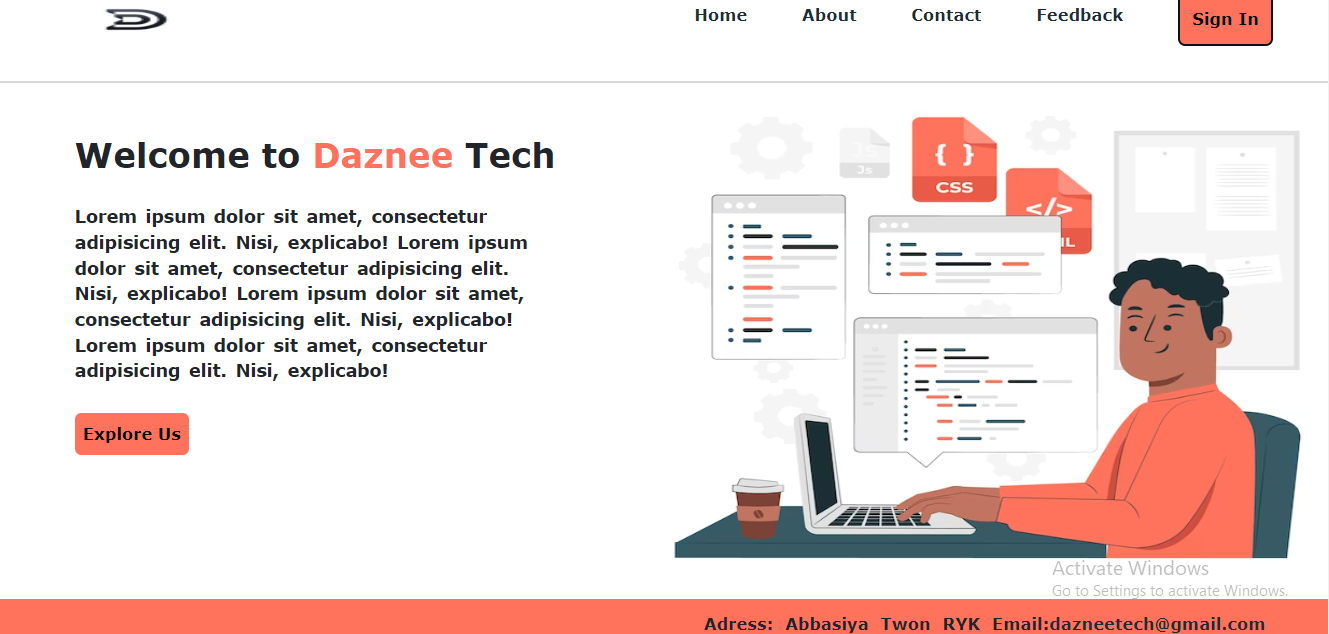 Home About Contact Feedback Sign In
Welcome to Daznee Tech
Lorem ipsum dolor sit amet, consectetur
adipisicing elit. Nisi, explicabo! Lorem ipsum
dolor sit amet, consectetur adipisicing elit.
Nisi, explicabo! Lorem ipsum dolor sit amet,
consectetur adipisicing elit. Nisi, explicabo!
Lorem ipsum dolor sit amet, consectetur
adipisicing elit. Nisi, explicabo!
Explore Us
Js
Js
{ }
CSS
</>
Activate Windows
Go to Settings to activate Windows.
Adress: Abbasiya Twon RYK Email:dazneetech@gmail.com